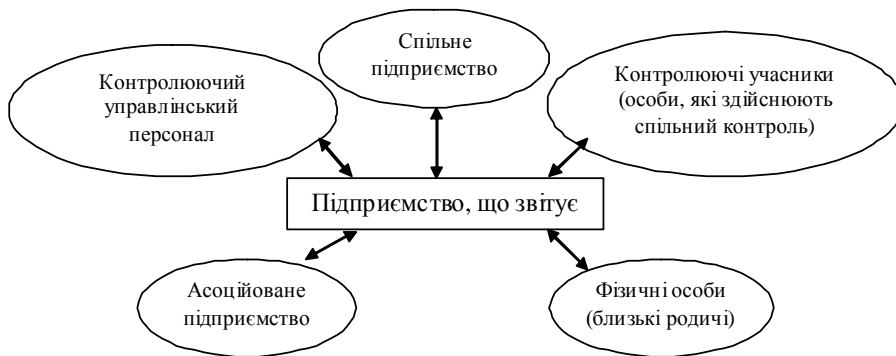 Спільне
підприємство
Контролюючий
управлінський
персонал
Контролюючі учасники
(особи, які здійснюють
спільний контроль)
Підприємство, що звітує
Асоційоване
підприємство
Фізичні особи
(близькі родичі)